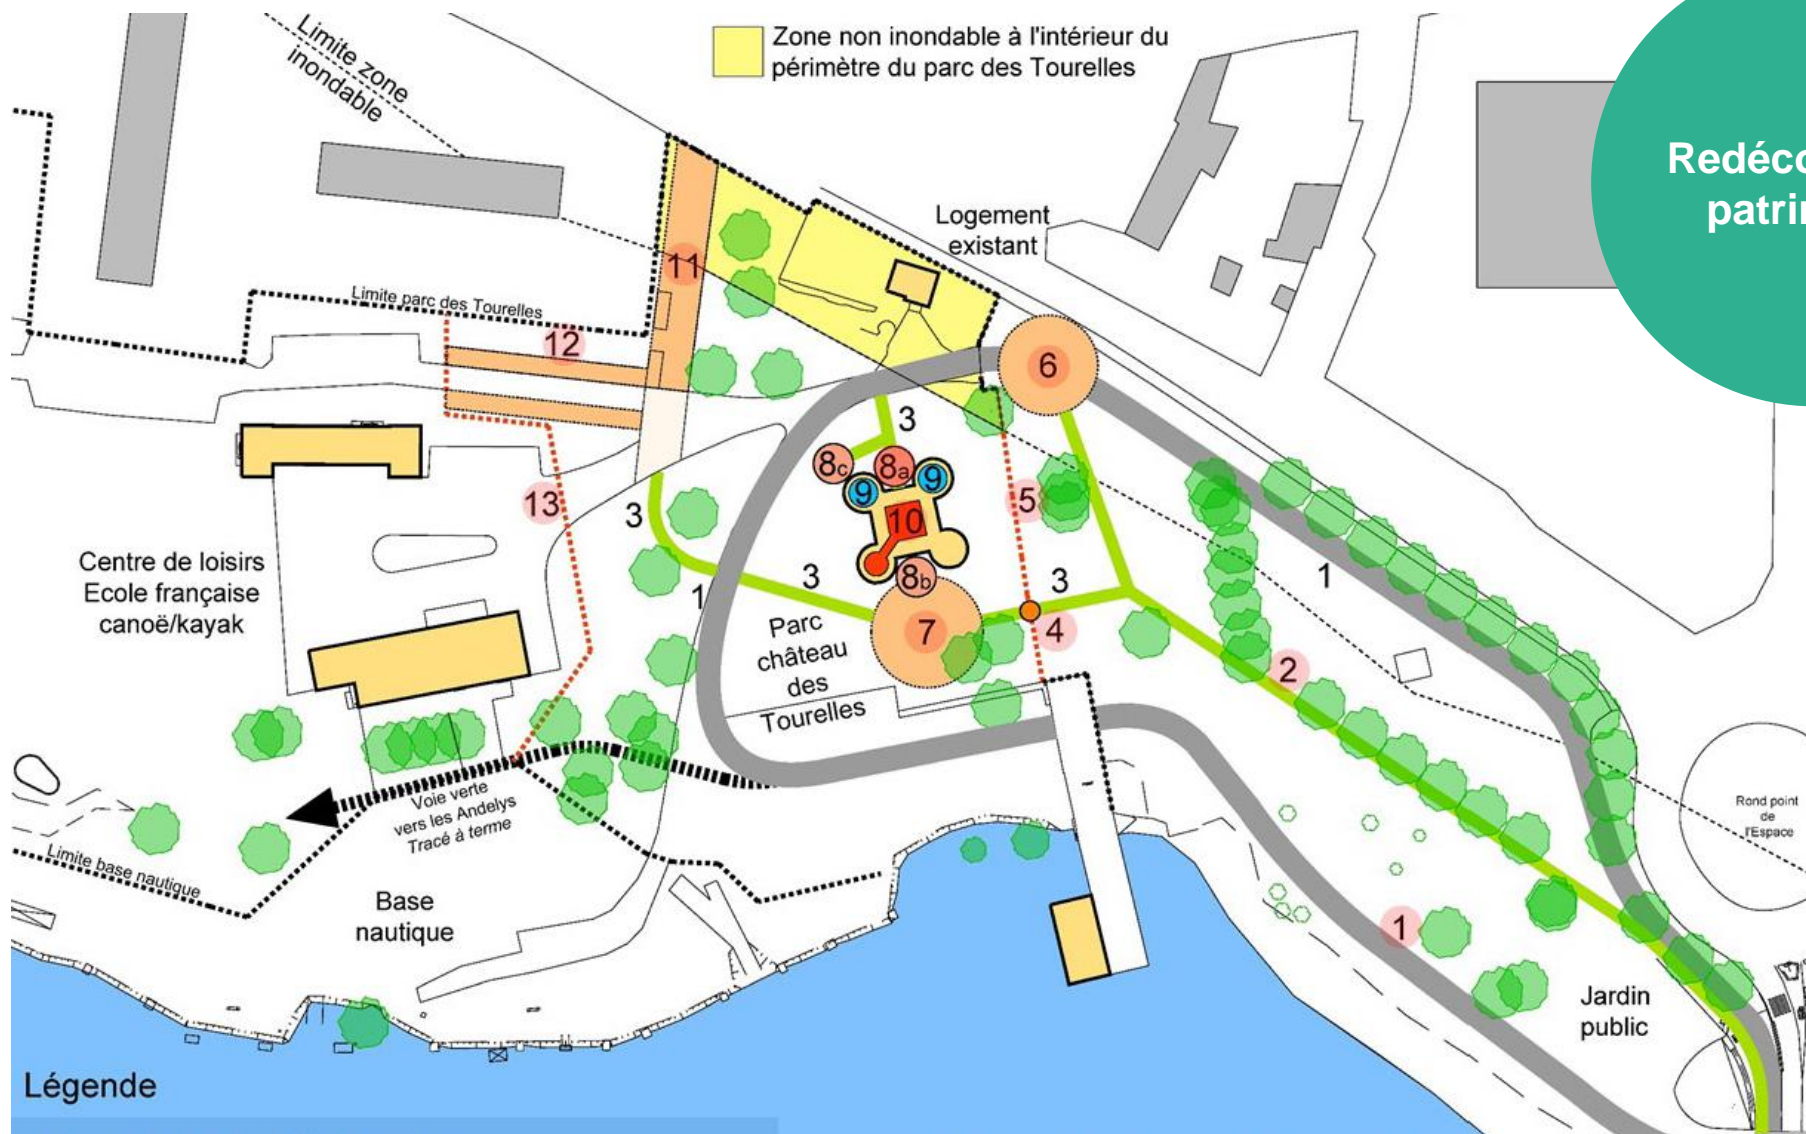 Limite zone
inondable
Zone non inondable à l'intérieur du
périmètre du parc des Tourelles
Redéco
patrir
Logement
existant
11
Limite parc des Tourelles
12
6
3
8c
8a
9
9
10
5
13
3
Centre de loisirs
Ecole française
canoë/kayak
1
3
8b
3
1
Parc
château
des
Tourelles
7
4
2
Voie verte
vers les Andelys
Tracé à terme
Rond point
de
l'Espace
Limite base nautique
Base
nautique
1
Jardin
public
Légende